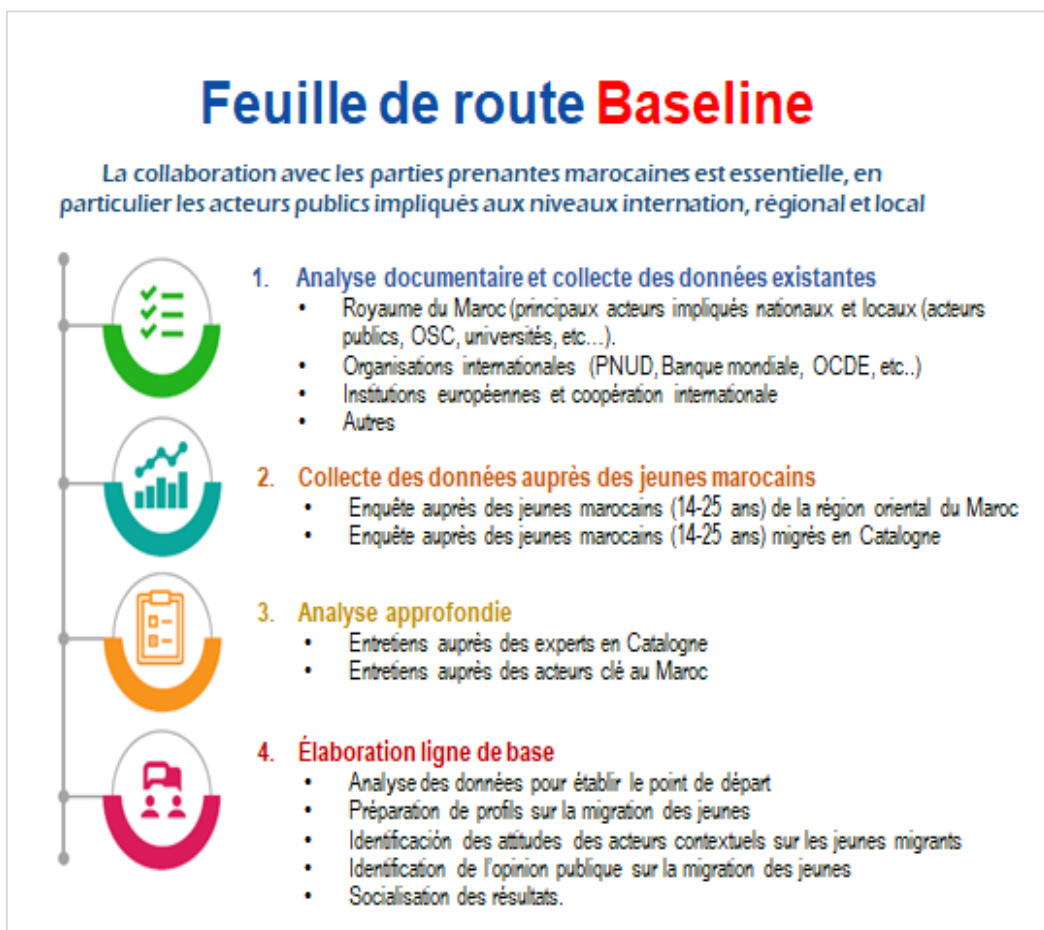 Feuille de route Baseline
La collaboration avec les parties prenantes marocaines est essentielle, en
particulier les acteurs publics impliqués aux niveaux internation, régional et local
1. Analyse documentaire et collecte des données existantes
• Royaume du Maroc (principaux acteurs impliqués nationaux et locaux (acteurs
publics, OSC, universités, etc...).
• Organisations internationales (PNUD, Banque mondiale, OCDE, etc..)
• Institutions européennes et coopération internationale
• Autres
2. Collecte des données auprès des jeunes marocains
• Enquête auprès des jeunes marocains (14-25 ans) de la région oriental du Maroc
• Enquête auprès des jeunes marocains (14-25 ans) migrés en Catalogne
3. Analyse approfondie
• Entretiens auprès des experts en Catalogne
• Entretiens auprès des acteurs clé au Maroc
4. Élaboration ligne de base
• Analyse des données pour établir le point de départ
• Préparation de profils sur la migration des jeunes
• Identificación des attitudes des acteurs contextuels sur les jeunes migrants
• Identification de l'opinion publique sur la migration des jeunes
• Socialisation des résultats.